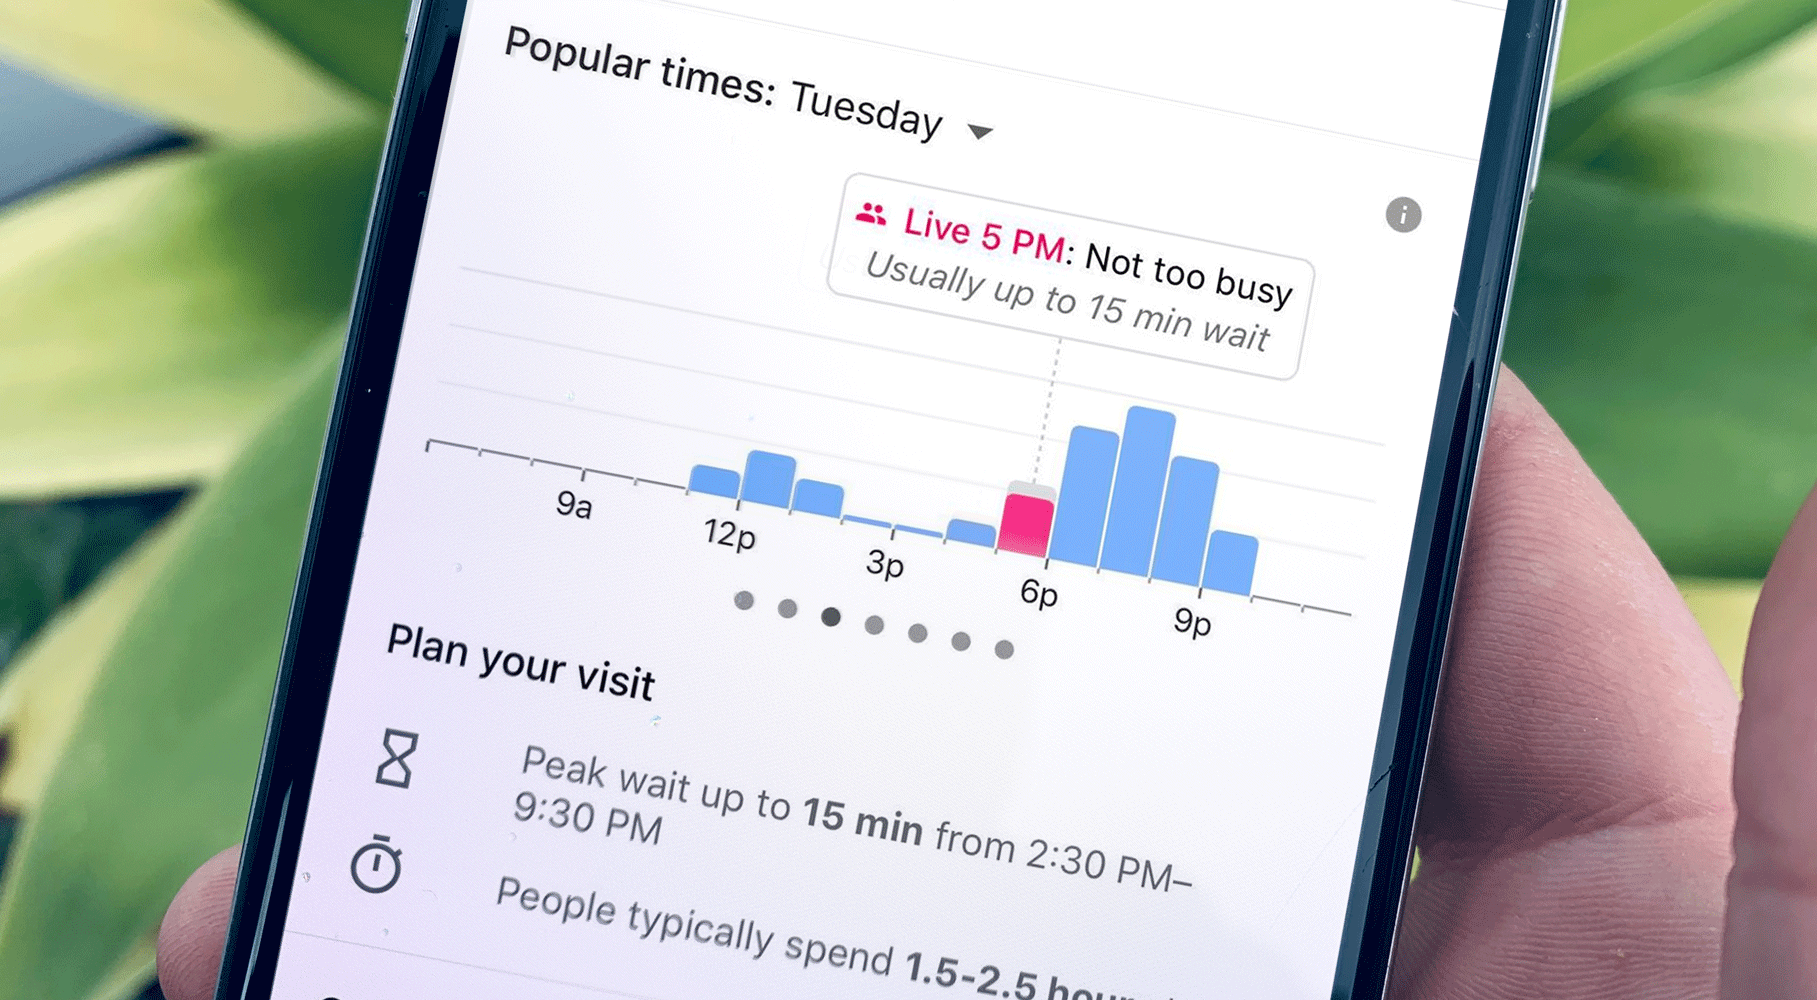 Popular times: Tuesday
Live 5 PM: Not too busy
Usually up to 15 min wait
9a
12p
3p
6p
9p
Plan your visit
Peak wait up to 15 min from 2:30 PM–
9:30 PM
People typically spend 1.5-2.5